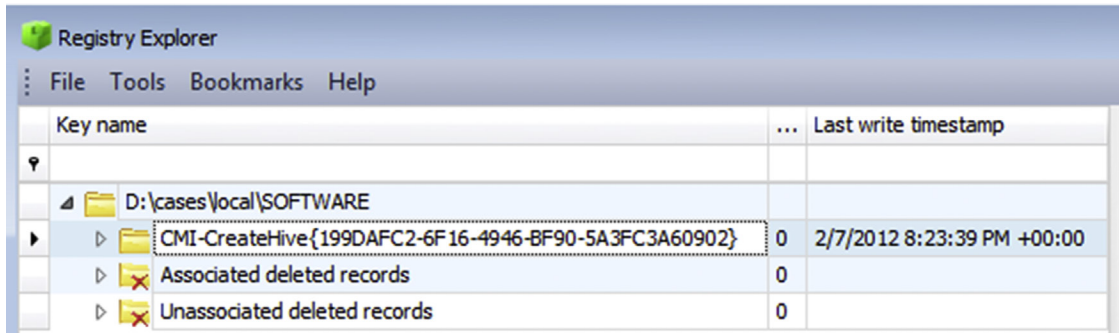 Registry Explorer
File Tools Bookmarks Help
Key name ... Last write timestamp
D:\cases\local\SOFTWARE
CMI-CreateHive{199DAFC2-6F16-4946-BF90-5A3FC3A60902} 0 2/7/2012 8:23:39 PM +00:00
Associated deleted records 0
Unassociated deleted records 0